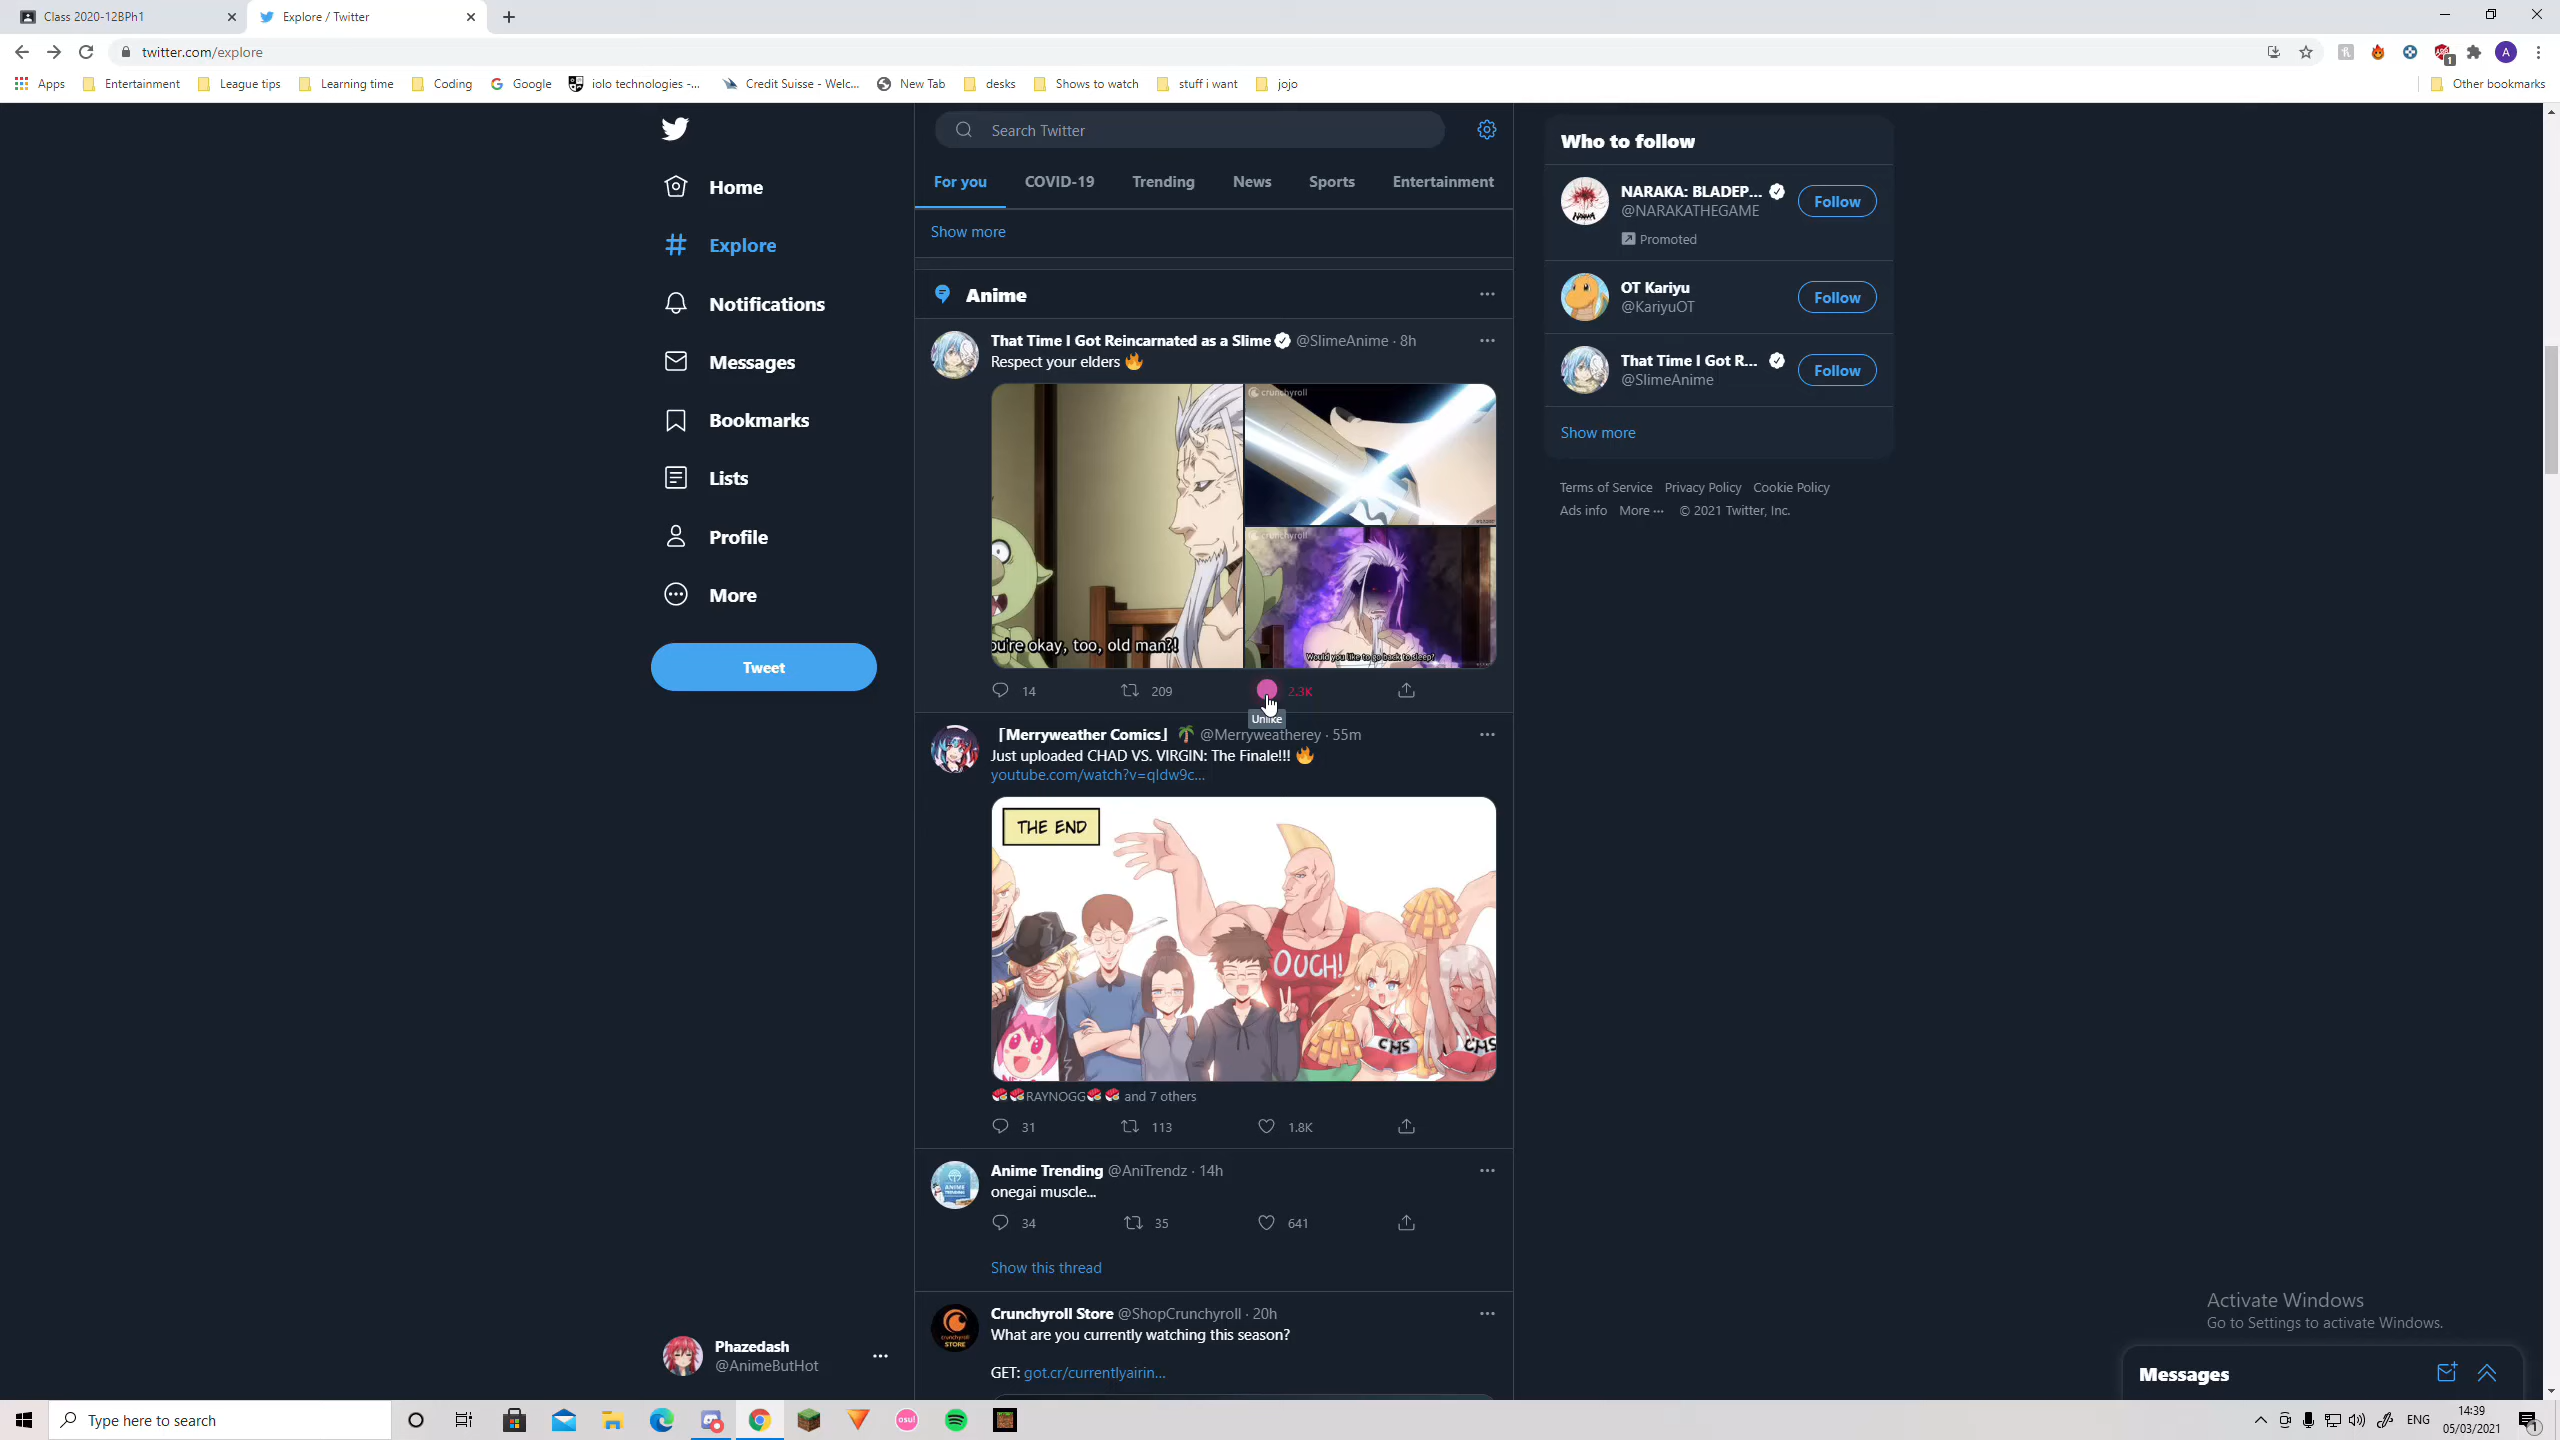 Class 2020-12BPh1
Explore / Twitter
twitter.com/explore
Apps
Entertainment
League tips
Learning time
Coding
Google
iolo technologies -...
Credit Suisse - Welc...
New Tab
desks
Shows to watch
stuff i want
jojo
Other bookmarks
Home
Explore
Notifications
Messages
Bookmarks
Lists
Profile
More
Tweet
Phazedash
@AnimeButHot
Search Twitter
For you
COVID-19
Trending
News
Sports
Entertainment
Show more
Anime
That Time I Got Reincarnated as a Slime @SlimeAnime · 8h
Respect your elders 🔥
crunchyroll
crunchyroll
ou're okay, too, old man?!
Would you like to go back to sleep?
14
209
2.3K
Unlike
「Merryweather Comics」 🌴 @Merryweatherey · 55m
Just uploaded CHAD VS. VIRGIN: The Finale!!! 🔥
youtube.com/watch?v=qldw9c...
THE END
OUCH!
CMS
CMS
🍣🍣RAYNOGG🍣🍣 and 7 others
31
113
1.8K
Anime Trending @AniTrendz · 14h
onegai muscle...
34
35
641
Show this thread
Crunchyroll Store @ShopCrunchyroll · 20h
What are you currently watching this season?
GET: got.cr/currentlyairin...
Who to follow
NARAKA: BLADEP...
@NARAKATHEGAME
Promoted
Follow
OT Kariyu
@KariyuOT
Follow
That Time I Got R...
@SlimeAnime
Follow
Show more
Terms of Service Privacy Policy Cookie Policy
Ads info More ··· © 2021 Twitter, Inc.
Activate Windows
Go to Settings to activate Windows.
Messages
Type here to search
osu!
ENG
14:39
05/03/2021